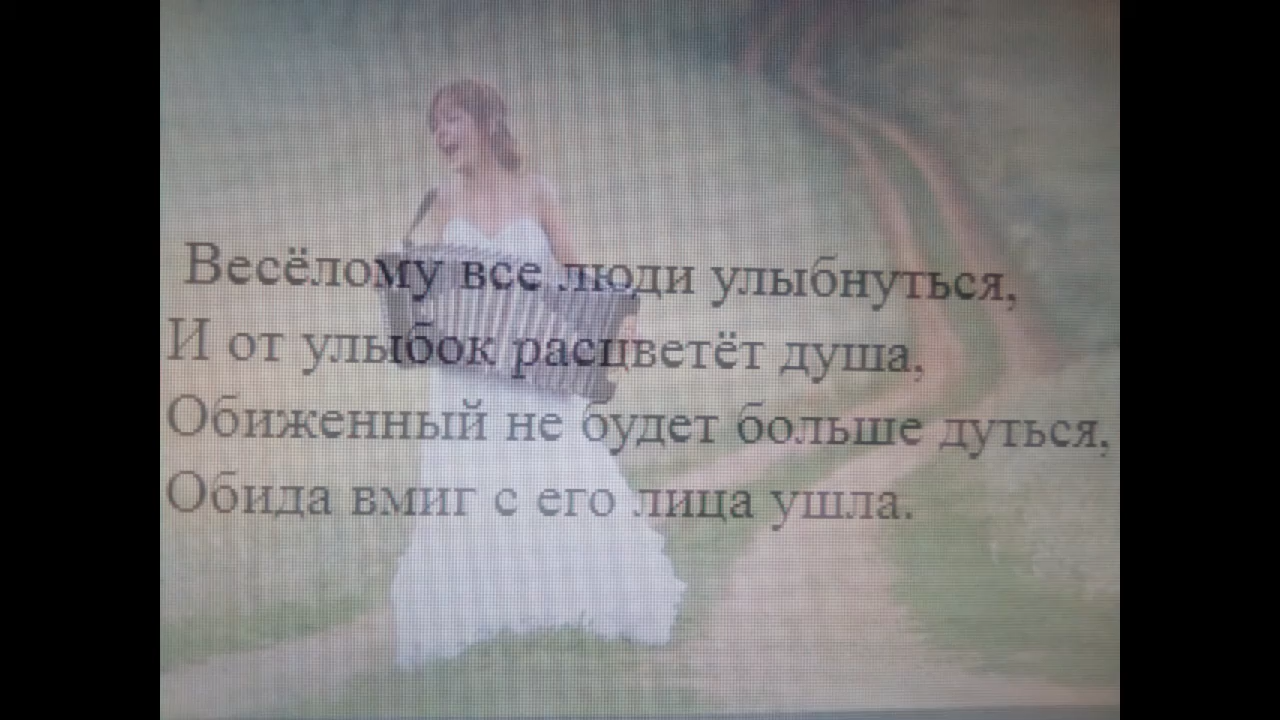 Весёлому все люди улыбнуться,
И от улыбок расцветёт душа,
Обиженный не будет больше дуться,
Обида вмиг с его лица ушла.